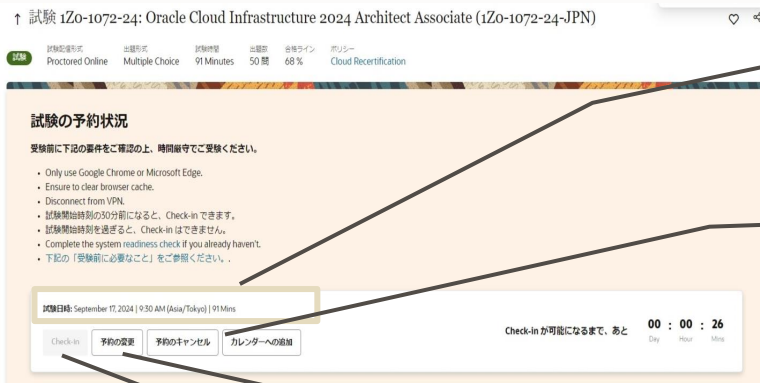 ↑ 試験 1Z0-1072-24: Oracle Cloud Infrastructure 2024 Architect Associate (1Z0-1072-24-JPN)
試験 試験配信形式 出題形式 試験時間 出題数 合格ライン ポリシー
Proctored Online Multiple Choice 91 Minutes 50 問 68 % Cloud Recertification
試験の予約状況
受験前に下記の要件をご確認の上、時間厳守でご受験ください。
• Only use Google Chrome or Microsoft Edge.
• Ensure to clear browser cache.
• Disconnect from VPN.
• 試験開始時刻の30分前になると、Check-in できます。
• 試験開始時刻を過ぎると、Check-in はできません。
• Complete the system readiness check if you already haven't.
• 下記の「受験前に必要なこと」をご参照ください。.
試験日時: September 17, 2024 | 9:30 AM (Asia/Tokyo) | 91 Mins
Check-in 予約の変更 予約のキャンセル カレンダーへの追加
Check-in が可能になるまで、あと 00 : 00 : 26
Day Hour Mins